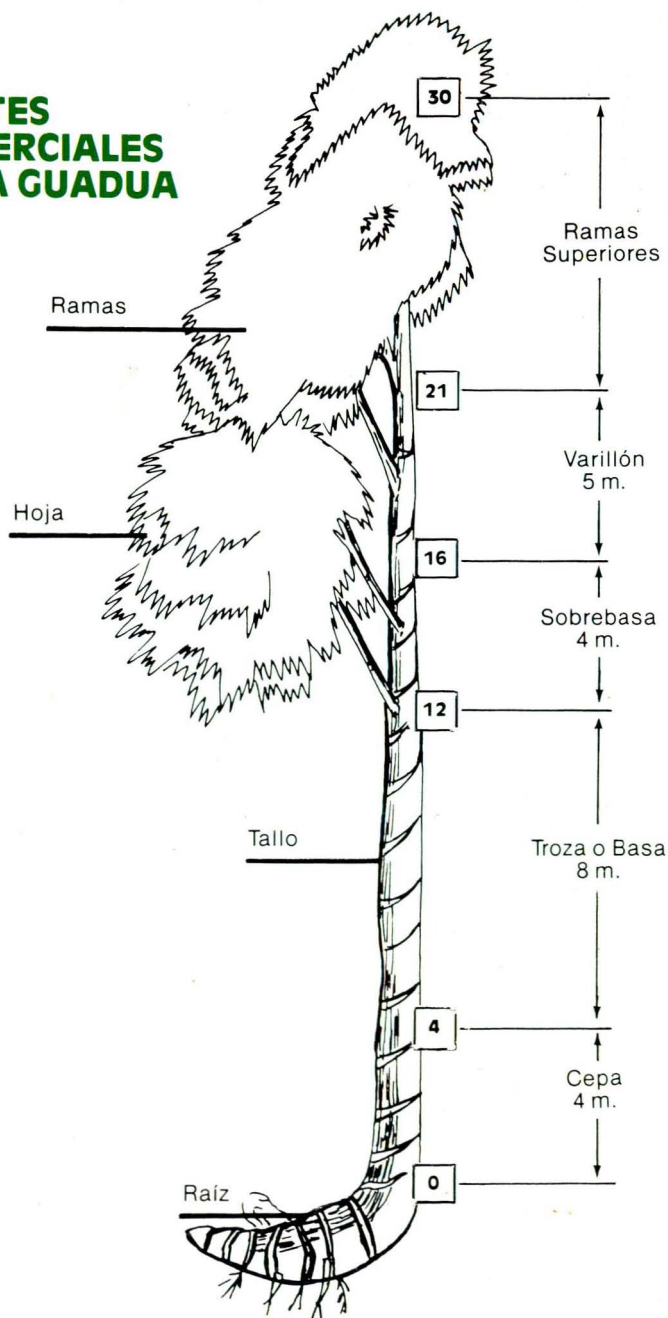 TES
ERCIALES
A GUADUA
30
Ramas
Superiores
Ramas
21
Varillón
5 m.
Hoja
16
Sobrebasa
4 m.
12
Tallo
Troza o Basa
8 m.
4
Cepa
4 m.
0
Raíz